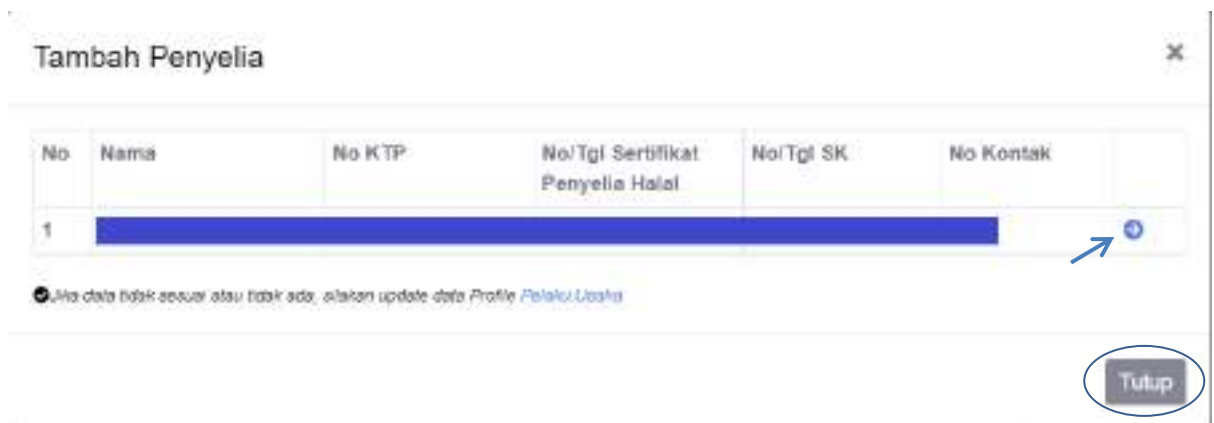 Tambah Penyelia ×
No Nama No KTP No/Tgl Sertifikat No/Tgl SK No Kontak
Penyelia Halal
1
Jika data tidak sesuai atau tidak ada, silakan update data Profile Pelaku Usaha
Tutup